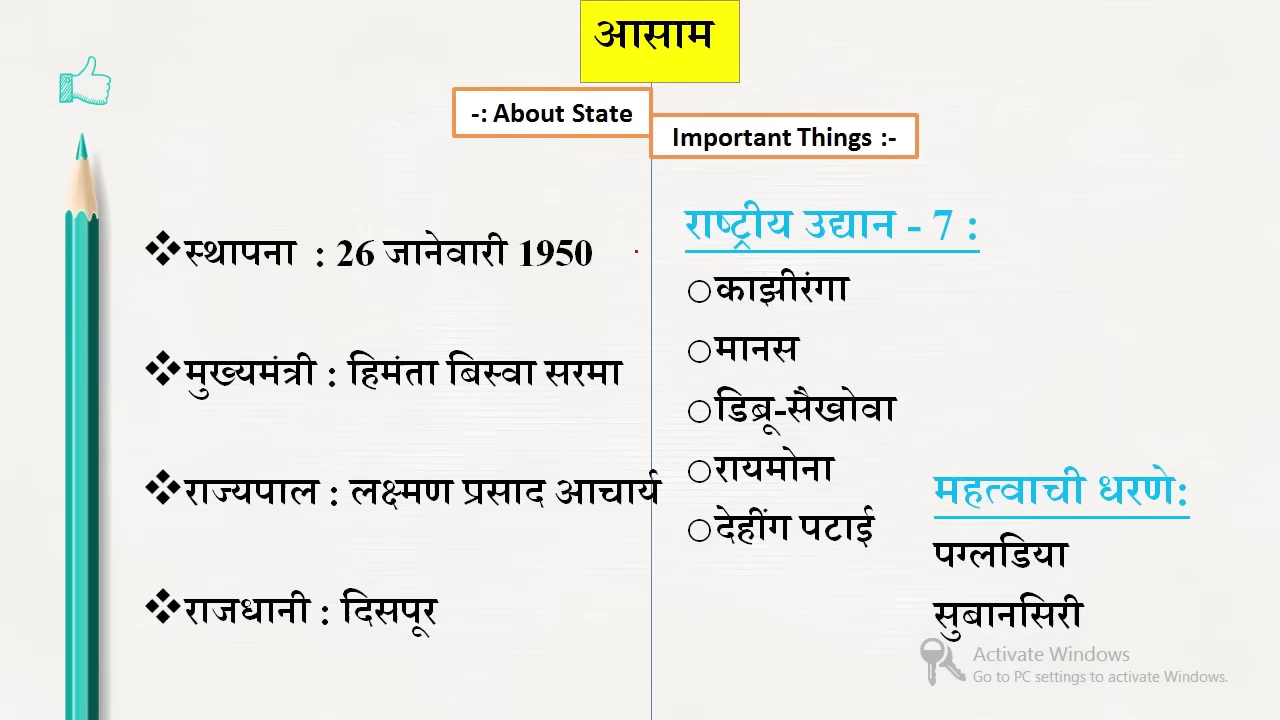 आसाम
-: About State
Important Things :-
❖स्थापना : 26 जानेवारी 1950
❖मुख्यमंत्री : हिमंता बिस्वा सरमा
❖राज्यपाल : लक्ष्मण प्रसाद आचार्य
❖राजधानी : दिसपूर
राष्ट्रीय उद्यान - 7 :
○काझीरंगा
○मानस
○डिब्रू-सैखोवा
○रायमोना
○देहींग पटाई
महत्वाची धरणे:
पग्लडिया
सुबानसिरी
Activate Windows
Go to PC settings to activate Windows.